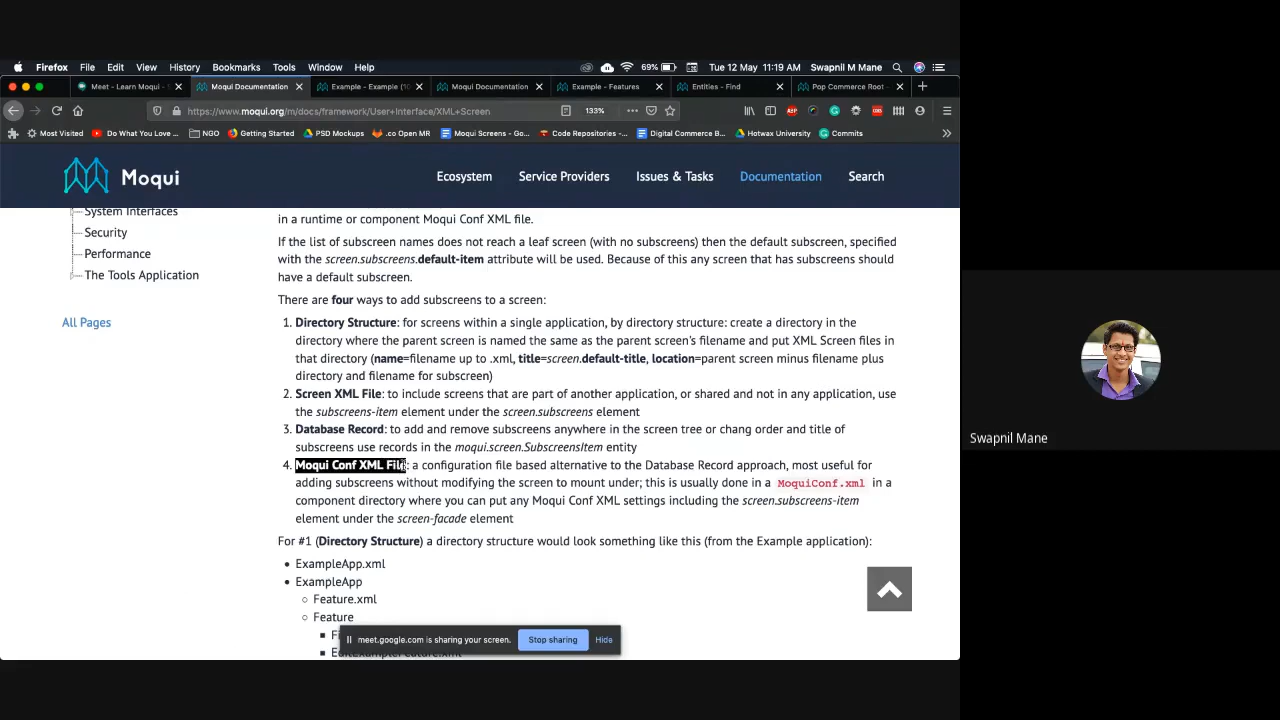 Firefox File Edit View History Bookmarks Tools Window Help 69% Tue 12 May 11:19 AM Swapnil M Mane
Meet - Learn Moqui - Moqui Documentation Example - Example (10 Moqui Documentation Example - Features Entities - Find Pop Commerce Root -
https://www.moqui.org/m/docs/framework/User+Interface/XML+Screen 133%
Most Visited Do What You Love ... NGO Getting Started PSD Mockups .co Open MR Moqui Screens - Go... Code Repositories -... Digital Commerce B... Hotwax University Commits
Moqui Ecosystem Service Providers Issues & Tasks Documentation Search
System Interfaces
Security
Performance
The Tools Application
All Pages
in a runtime or component Moqui Conf XML file.
If the list of subscreen names does not reach a leaf screen (with no subscreens) then the default subscreen, specified
with the screen.subscreens.default-item attribute will be used. Because of this any screen that has subscreens should
have a default subscreen.
There are four ways to add subscreens to a screen:
1. Directory Structure: for screens within a single application, by directory structure: create a directory in the
directory where the parent screen is named the same as the parent screen's filename and put XML Screen files in
that directory (name=filename up to .xml, title=screen.default-title, location=parent screen minus filename plus
directory and filename for subscreen)
2. Screen XML File: to include screens that are part of another application, or shared and not in any application, use
the subscreens-item element under the screen.subscreens element
3. Database Record: to add and remove subscreens anywhere in the screen tree or chang order and title of
subscreens use records in the moqui.screen.SubscreensItem entity
4. Moqui Conf XML File: a configuration file based alternative to the Database Record approach, most useful for
adding subscreens without modifying the screen to mount under; this is usually done in a MoquiConf.xml in a
component directory where you can put any Moqui Conf XML settings including the screen.subscreens-item
element under the screen-facade element
For #1 (Directory Structure) a directory structure would look something like this (from the Example application):
ExampleApp.xml
ExampleApp
Feature.xml
Feature
meet.google.com is sharing your screen. Stop sharing Hide
Swapnil Mane